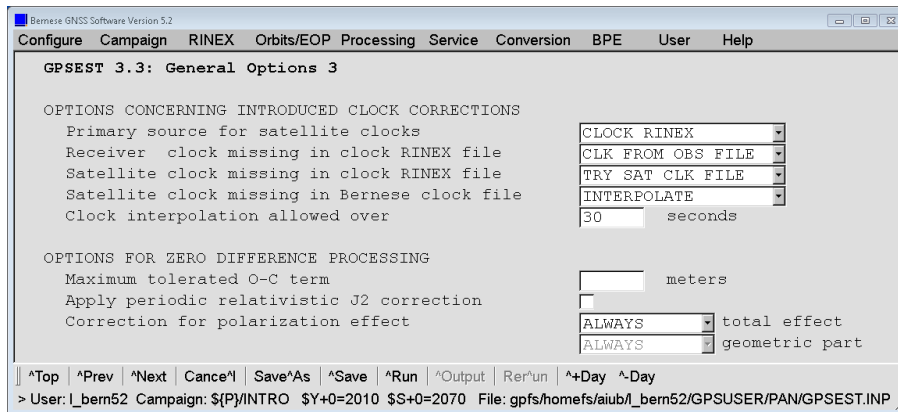 Bernese GNSS Software Version 5.2
Configure Campaign RINEX Orbits/EOP Processing Service Conversion BPE User Help
GPSEST 3.3: General Options 3
OPTIONS CONCERNING INTRODUCED CLOCK CORRECTIONS
Primary source for satellite clocks CLOCK RINEX
Receiver clock missing in clock RINEX file CLK FROM OBS FILE
Satellite clock missing in clock RINEX file TRY SAT CLK FILE
Satellite clock missing in Bernese clock file INTERPOLATE
Clock interpolation allowed over 30 seconds
OPTIONS FOR ZERO DIFFERENCE PROCESSING
Maximum tolerated O-C term meters
Apply periodic relativistic J2 correction
Correction for polarization effect ALWAYS total effect
ALWAYS geometric part
^Top | ^Prev | ^Next | Cance^l | Save^As | ^Save | ^Run | ^Output | Rer^un | ^+Day ^-Day
> User: l_bern52 Campaign: ${P}/INTRO $Y+0=2010 $S+0=2070 File: gpfs/homefs/aiub/l_bern52/GPSUSER/PAN/GPSEST.INP